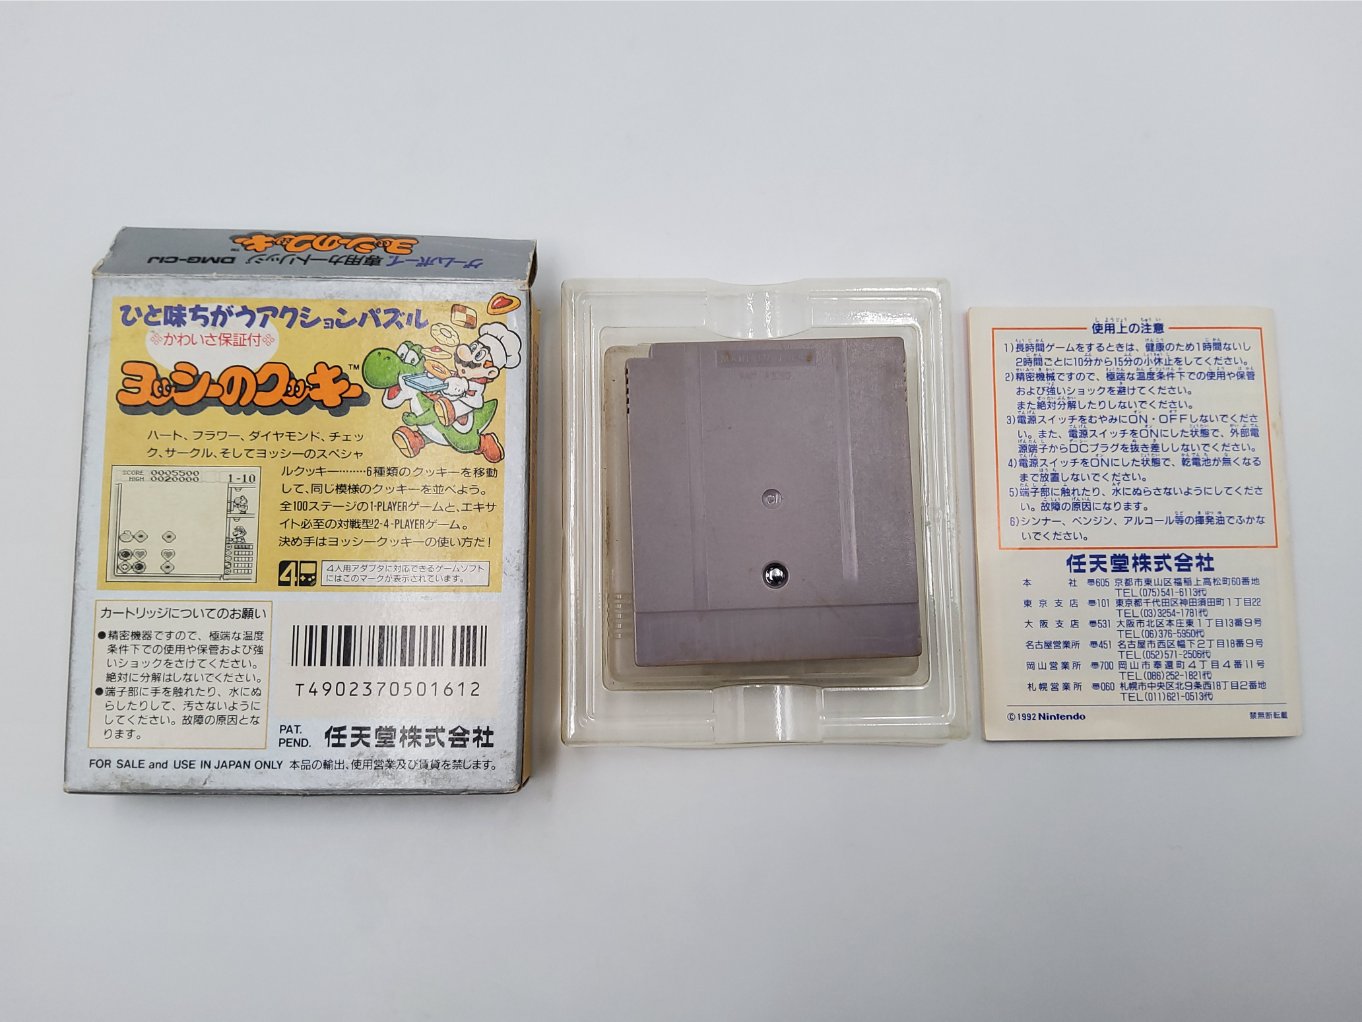 ヨッシーのクッキー™
ゲームボーイ専用カートリッジ DMG-CIJ
ひと味ちがうアクションパズル
かわいさ保証付
ヨッシーのクッキー™
ハート、フラワー、ダイヤモンド、チェッ
ク、サークル、そしてヨッシーのスペシャ
ルクッキー………6種類のクッキーを移動
して、同じ模様のクッキーを並べよう。
全100ステージの1-PLAYERゲームと、エキサ
イト必至の対戦型2-4-PLAYERゲーム。
決め手はヨッシークッキーの使い方だ!
SCORE 0005500
HIGH 0020000
1-10
4
4人用アダプタに対応できるゲームソフト
にはこのマークが表示されています。
カートリッジについてのお願い
●精密機器ですので、極端な温度
条件下での使用や保管および強
いショックをさけてください。
絶対に分解はしないでください。
●端子部に手を触れたり、水にぬ
らしたりして、汚さないように
してください。故障の原因とな
ります。
T4902370501612
PAT.
PEND.
任天堂株式会社
FOR SALE and USE IN JAPAN ONLY 本品の輸出、使用営業及び賃貸を禁じます。
使用上の注意
1)長時間ゲームをするときは、健康のため1時間ないし
2時間ごとに10分から15分の小休止をしてください。
2)精密機械ですので、極端な温度条件下での使用や保管
および強いショックを避けてください。
また絶対分解したりしないでください。
3)電源スイッチをむやみにON、OFFしないでくださ
い。また、電源スイッチをONにした状態で、外部電
源端子からDCプラグを抜き差ししないでください。
4)電源スイッチをONにした状態で、乾電池が無くなる
まで放置しないでください。
5)端子部に触れたり、水にぬらさないようにしてくださ
い。故障の原因になります。
6)シンナー、ベンジン、アルコール等の揮発油でふかな
いでください。
任天堂株式会社
本 社 〒605 京都市東山区福稲上高松町60番地
TEL(075)541-6113代
東京支店 〒101 東京都千代田区神田須田町1丁目22
TEL(03)3254-1781代
大阪支店 〒531 大阪市北区本庄東1丁目13番9号
TEL(06)376-5950代
名古屋営業所 〒451 名古屋市西区幅下2丁目18番9号
TEL(052)571-2506代
岡山営業所 〒700 岡山市奉還町4丁目4番11号
TEL(086)252-1821代
札幌営業所 〒060 札幌市中央区北9条西18丁目2番地
TEL(011)621-0513代
©1992 Nintendo
禁無断転載